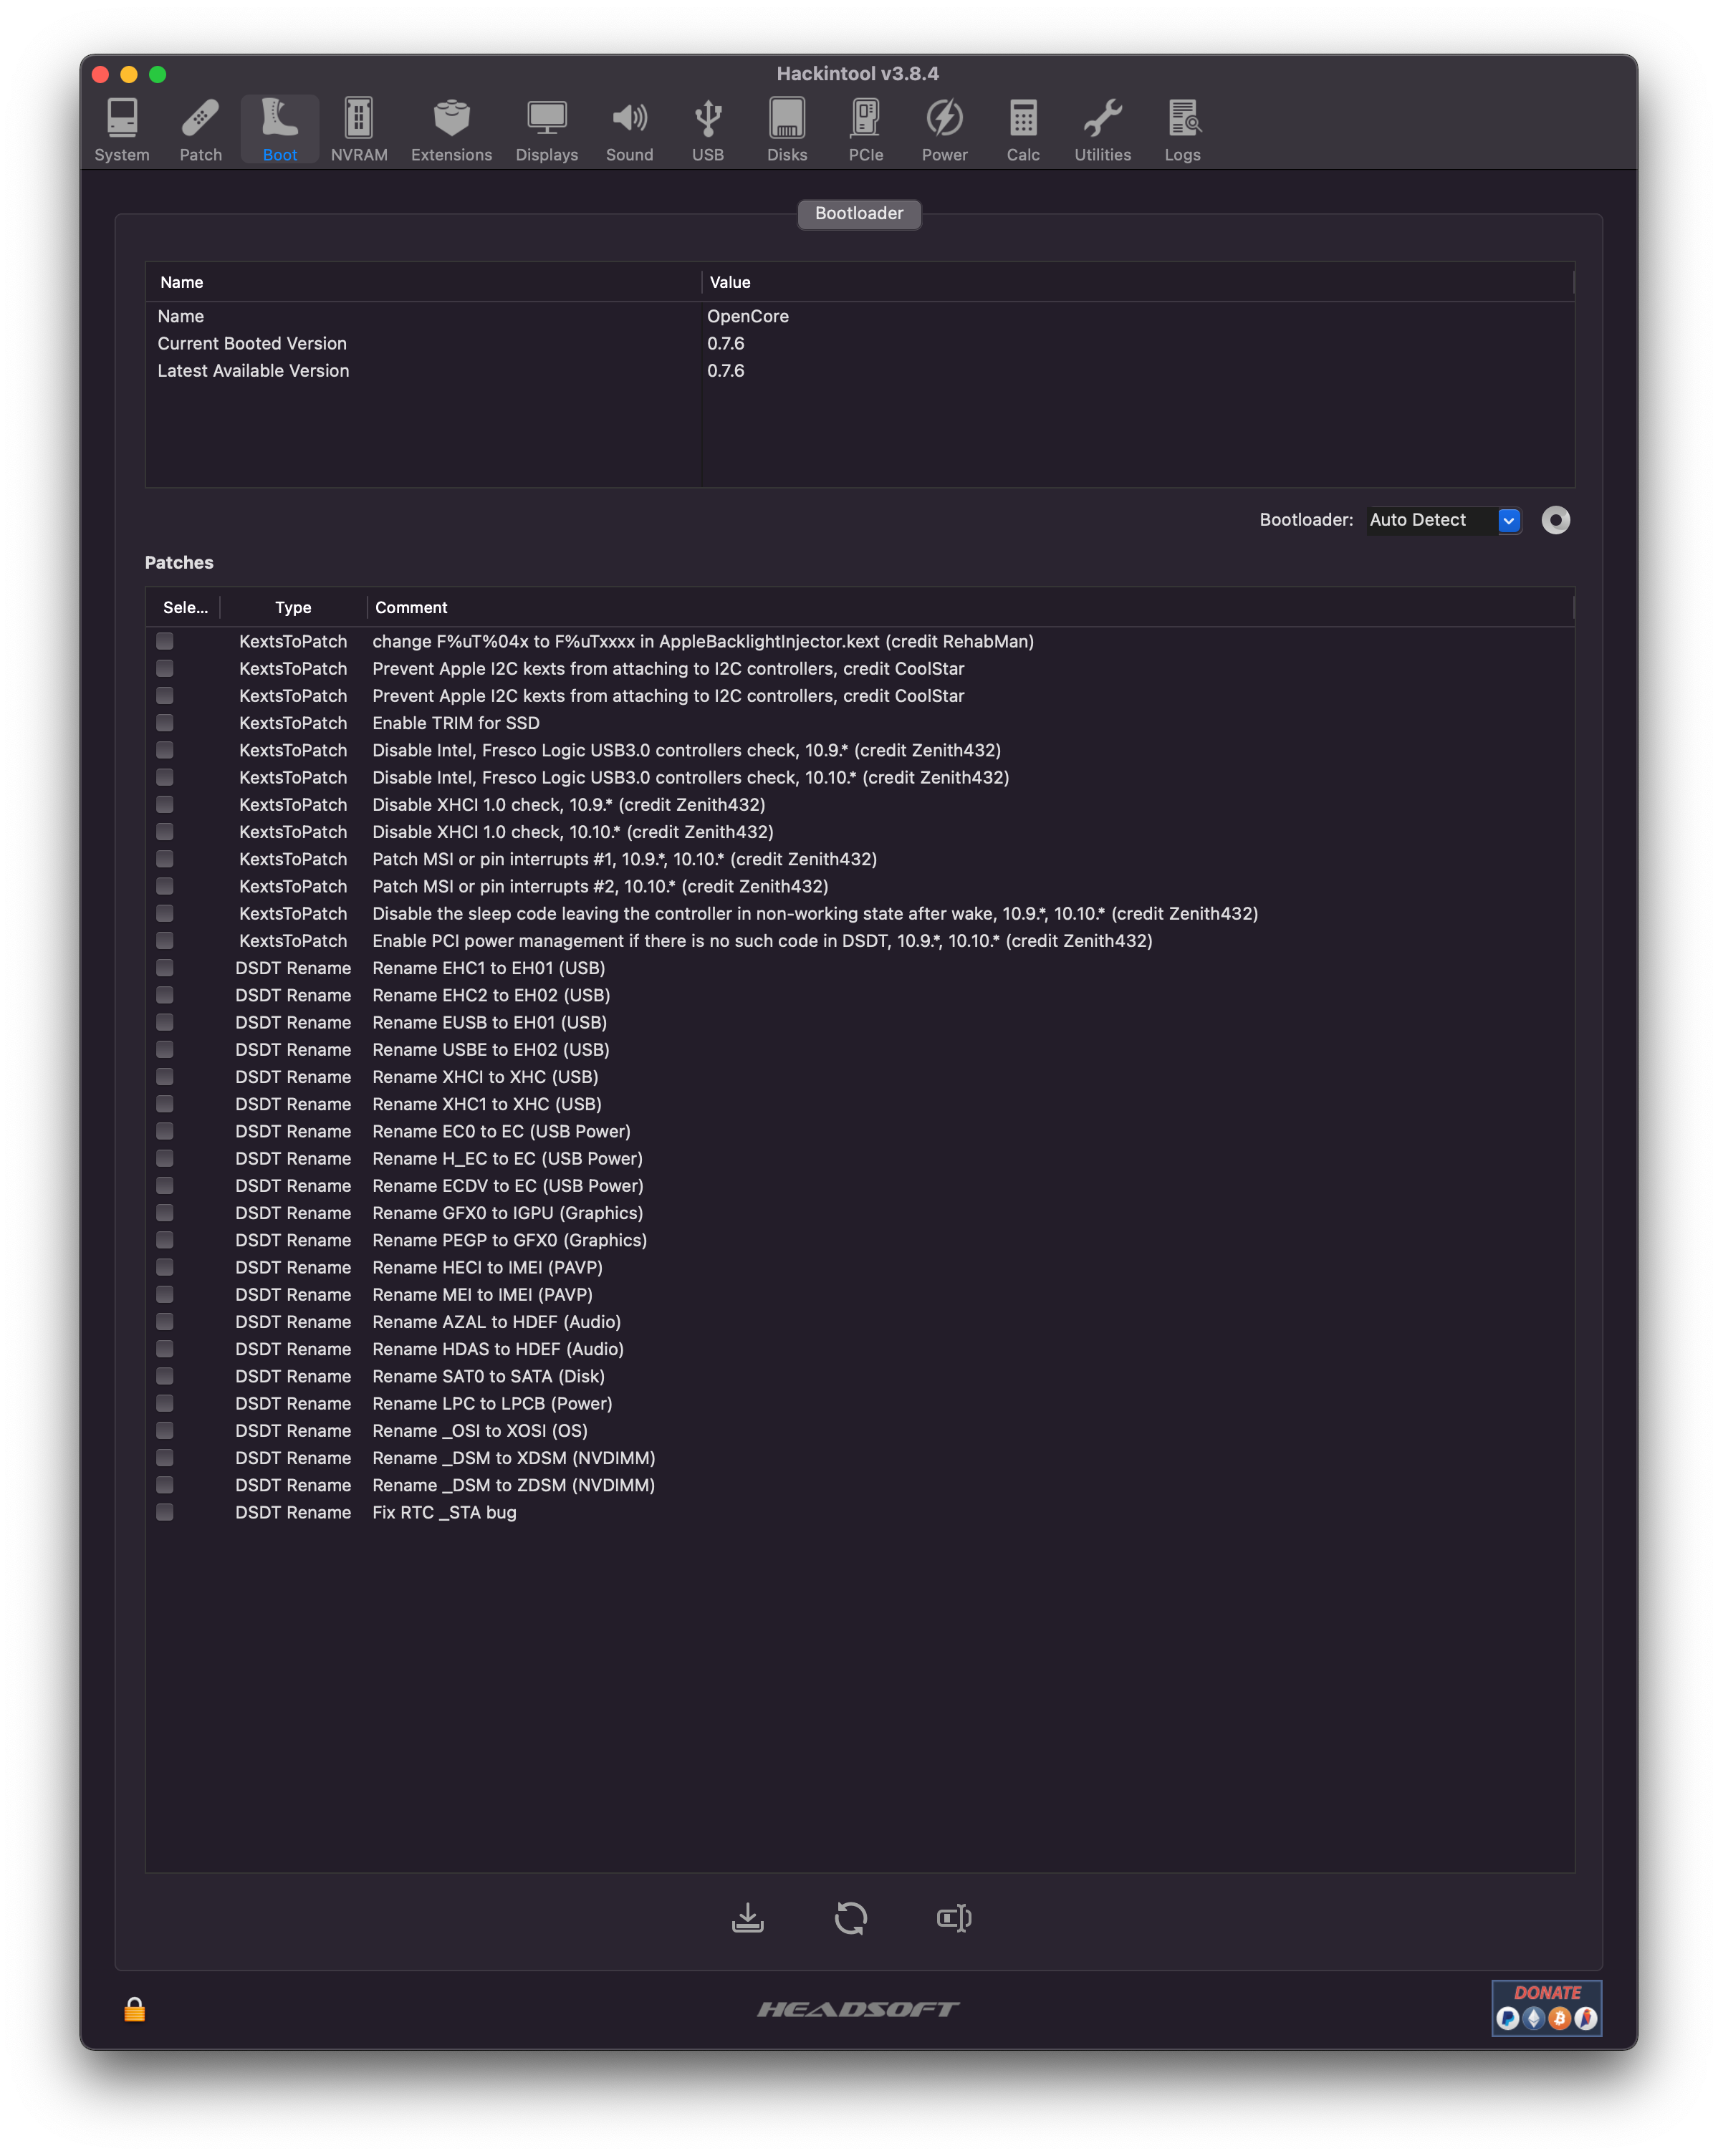 Hackintool v3.8.4
System Patch Boot NVRAM Extensions Displays Sound USB Disks PCIe Power Calc Utilities Logs
Bootloader
Name Value
Name OpenCore
Current Booted Version 0.7.6
Latest Available Version 0.7.6
Bootloader: Auto Detect
Patches
Sele... Type Comment
KextsToPatch change F%uT%04x to F%uTxxxx in AppleBacklightInjector.kext (credit RehabMan)
KextsToPatch Prevent Apple I2C kexts from attaching to I2C controllers, credit CoolStar
KextsToPatch Prevent Apple I2C kexts from attaching to I2C controllers, credit CoolStar
KextsToPatch Enable TRIM for SSD
KextsToPatch Disable Intel, Fresco Logic USB3.0 controllers check, 10.9.* (credit Zenith432)
KextsToPatch Disable Intel, Fresco Logic USB3.0 controllers check, 10.10.* (credit Zenith432)
KextsToPatch Disable XHCI 1.0 check, 10.9.* (credit Zenith432)
KextsToPatch Disable XHCI 1.0 check, 10.10.* (credit Zenith432)
KextsToPatch Patch MSI or pin interrupts #1, 10.9.*, 10.10.* (credit Zenith432)
KextsToPatch Patch MSI or pin interrupts #2, 10.10.* (credit Zenith432)
KextsToPatch Disable the sleep code leaving the controller in non-working state after wake, 10.9.*, 10.10.* (credit Zenith432)
KextsToPatch Enable PCI power management if there is no such code in DSDT, 10.9.*, 10.10.* (credit Zenith432)
DSDT Rename Rename EHC1 to EH01 (USB)
DSDT Rename Rename EHC2 to EH02 (USB)
DSDT Rename Rename EUSB to EH01 (USB)
DSDT Rename Rename USBE to EH02 (USB)
DSDT Rename Rename XHCI to XHC (USB)
DSDT Rename Rename XHC1 to XHC (USB)
DSDT Rename Rename EC0 to EC (USB Power)
DSDT Rename Rename H_EC to EC (USB Power)
DSDT Rename Rename ECDV to EC (USB Power)
DSDT Rename Rename GFX0 to IGPU (Graphics)
DSDT Rename Rename PEGP to GFX0 (Graphics)
DSDT Rename Rename HECI to IMEI (PAVP)
DSDT Rename Rename MEI to IMEI (PAVP)
DSDT Rename Rename AZAL to HDEF (Audio)
DSDT Rename Rename HDAS to HDEF (Audio)
DSDT Rename Rename SAT0 to SATA (Disk)
DSDT Rename Rename LPC to LPCB (Power)
DSDT Rename Rename _OSI to XOSI (OS)
DSDT Rename Rename _DSM to XDSM (NVDIMM)
DSDT Rename Rename _DSM to ZDSM (NVDIMM)
DSDT Rename Fix RTC _STA bug
HEADSOFT
DONATE